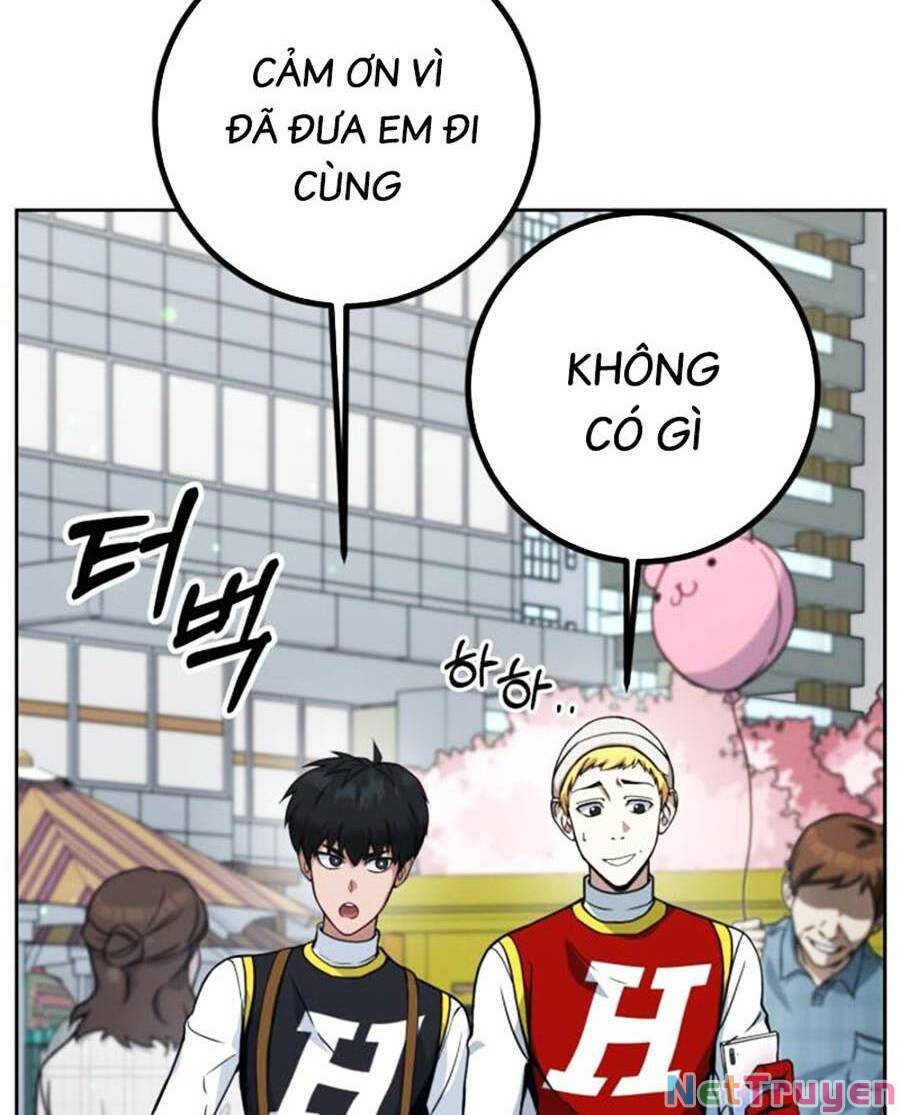 CẢM ƠN VÌ
ĐÃ ĐƯA EM ĐI
CÙNG
KHÔNG
CÓ GÌ
터벅
하하..
H
H
NetTruyen